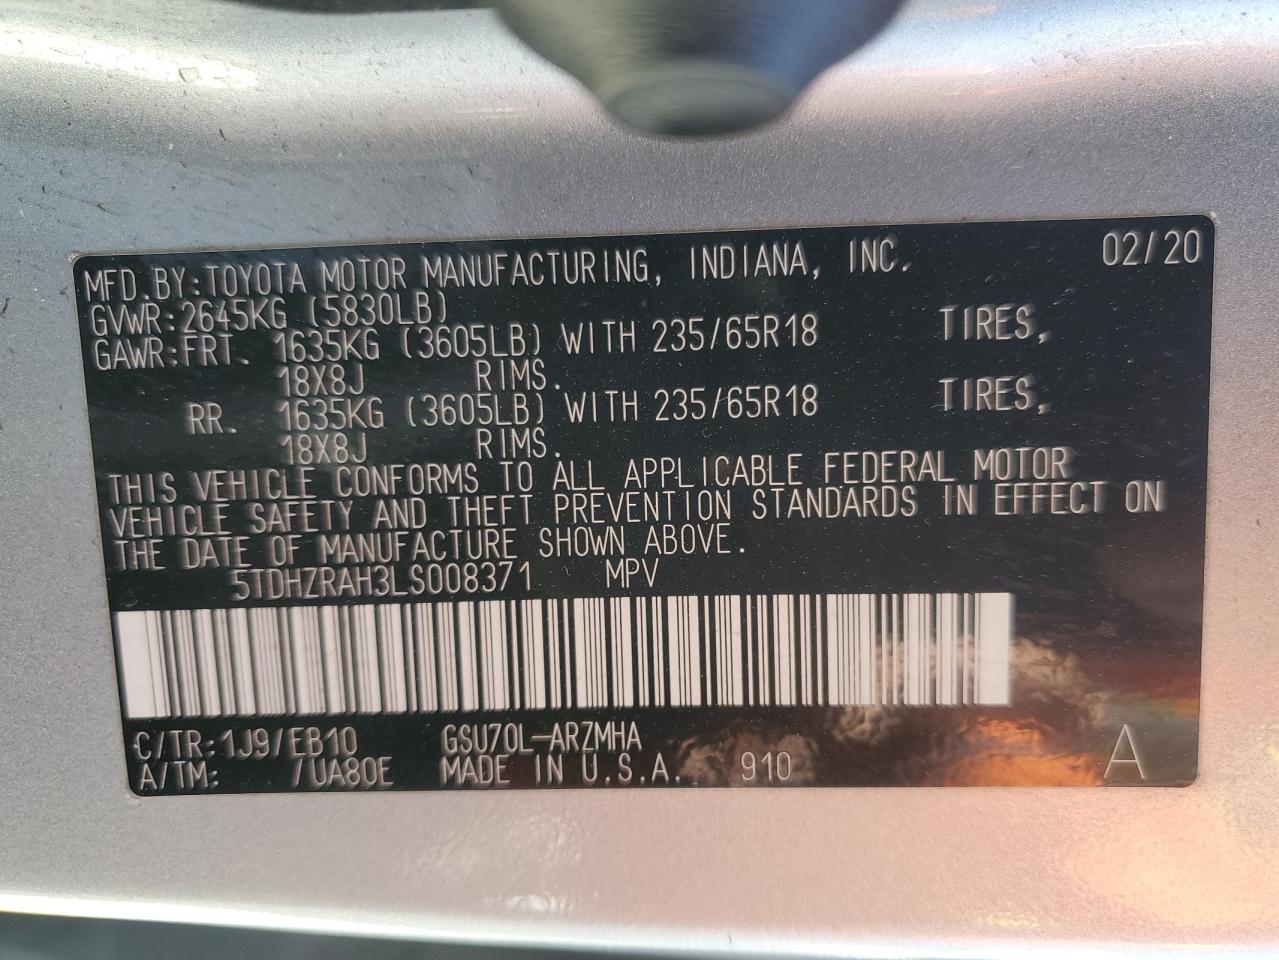 MFD.BY:TOYOTA MOTOR MANUFACTURING, INDIANA, INC. 02/20
GVWR:2645KG (5830LB)
GAWR:FRT. 1635KG (3605LB) WITH 235/65R18 TIRES,
18X8J RIMS.
RR. 1635KG (3605LB) WITH 235/65R18 TIRES,
18X8J RIMS.
THIS VEHICLE CONFORMS TO ALL APPLICABLE FEDERAL MOTOR
VEHICLE SAFETY AND THEFT PREVENTION STANDARDS IN EFFECT ON
THE DATE OF MANUFACTURE SHOWN ABOVE.
5TDHZRAH3LS008371 MPV
C/TR:1J9/EB10 GSU70L-ARZMHA
A/TM: /UA80E MADE IN U.S.A. 910 A